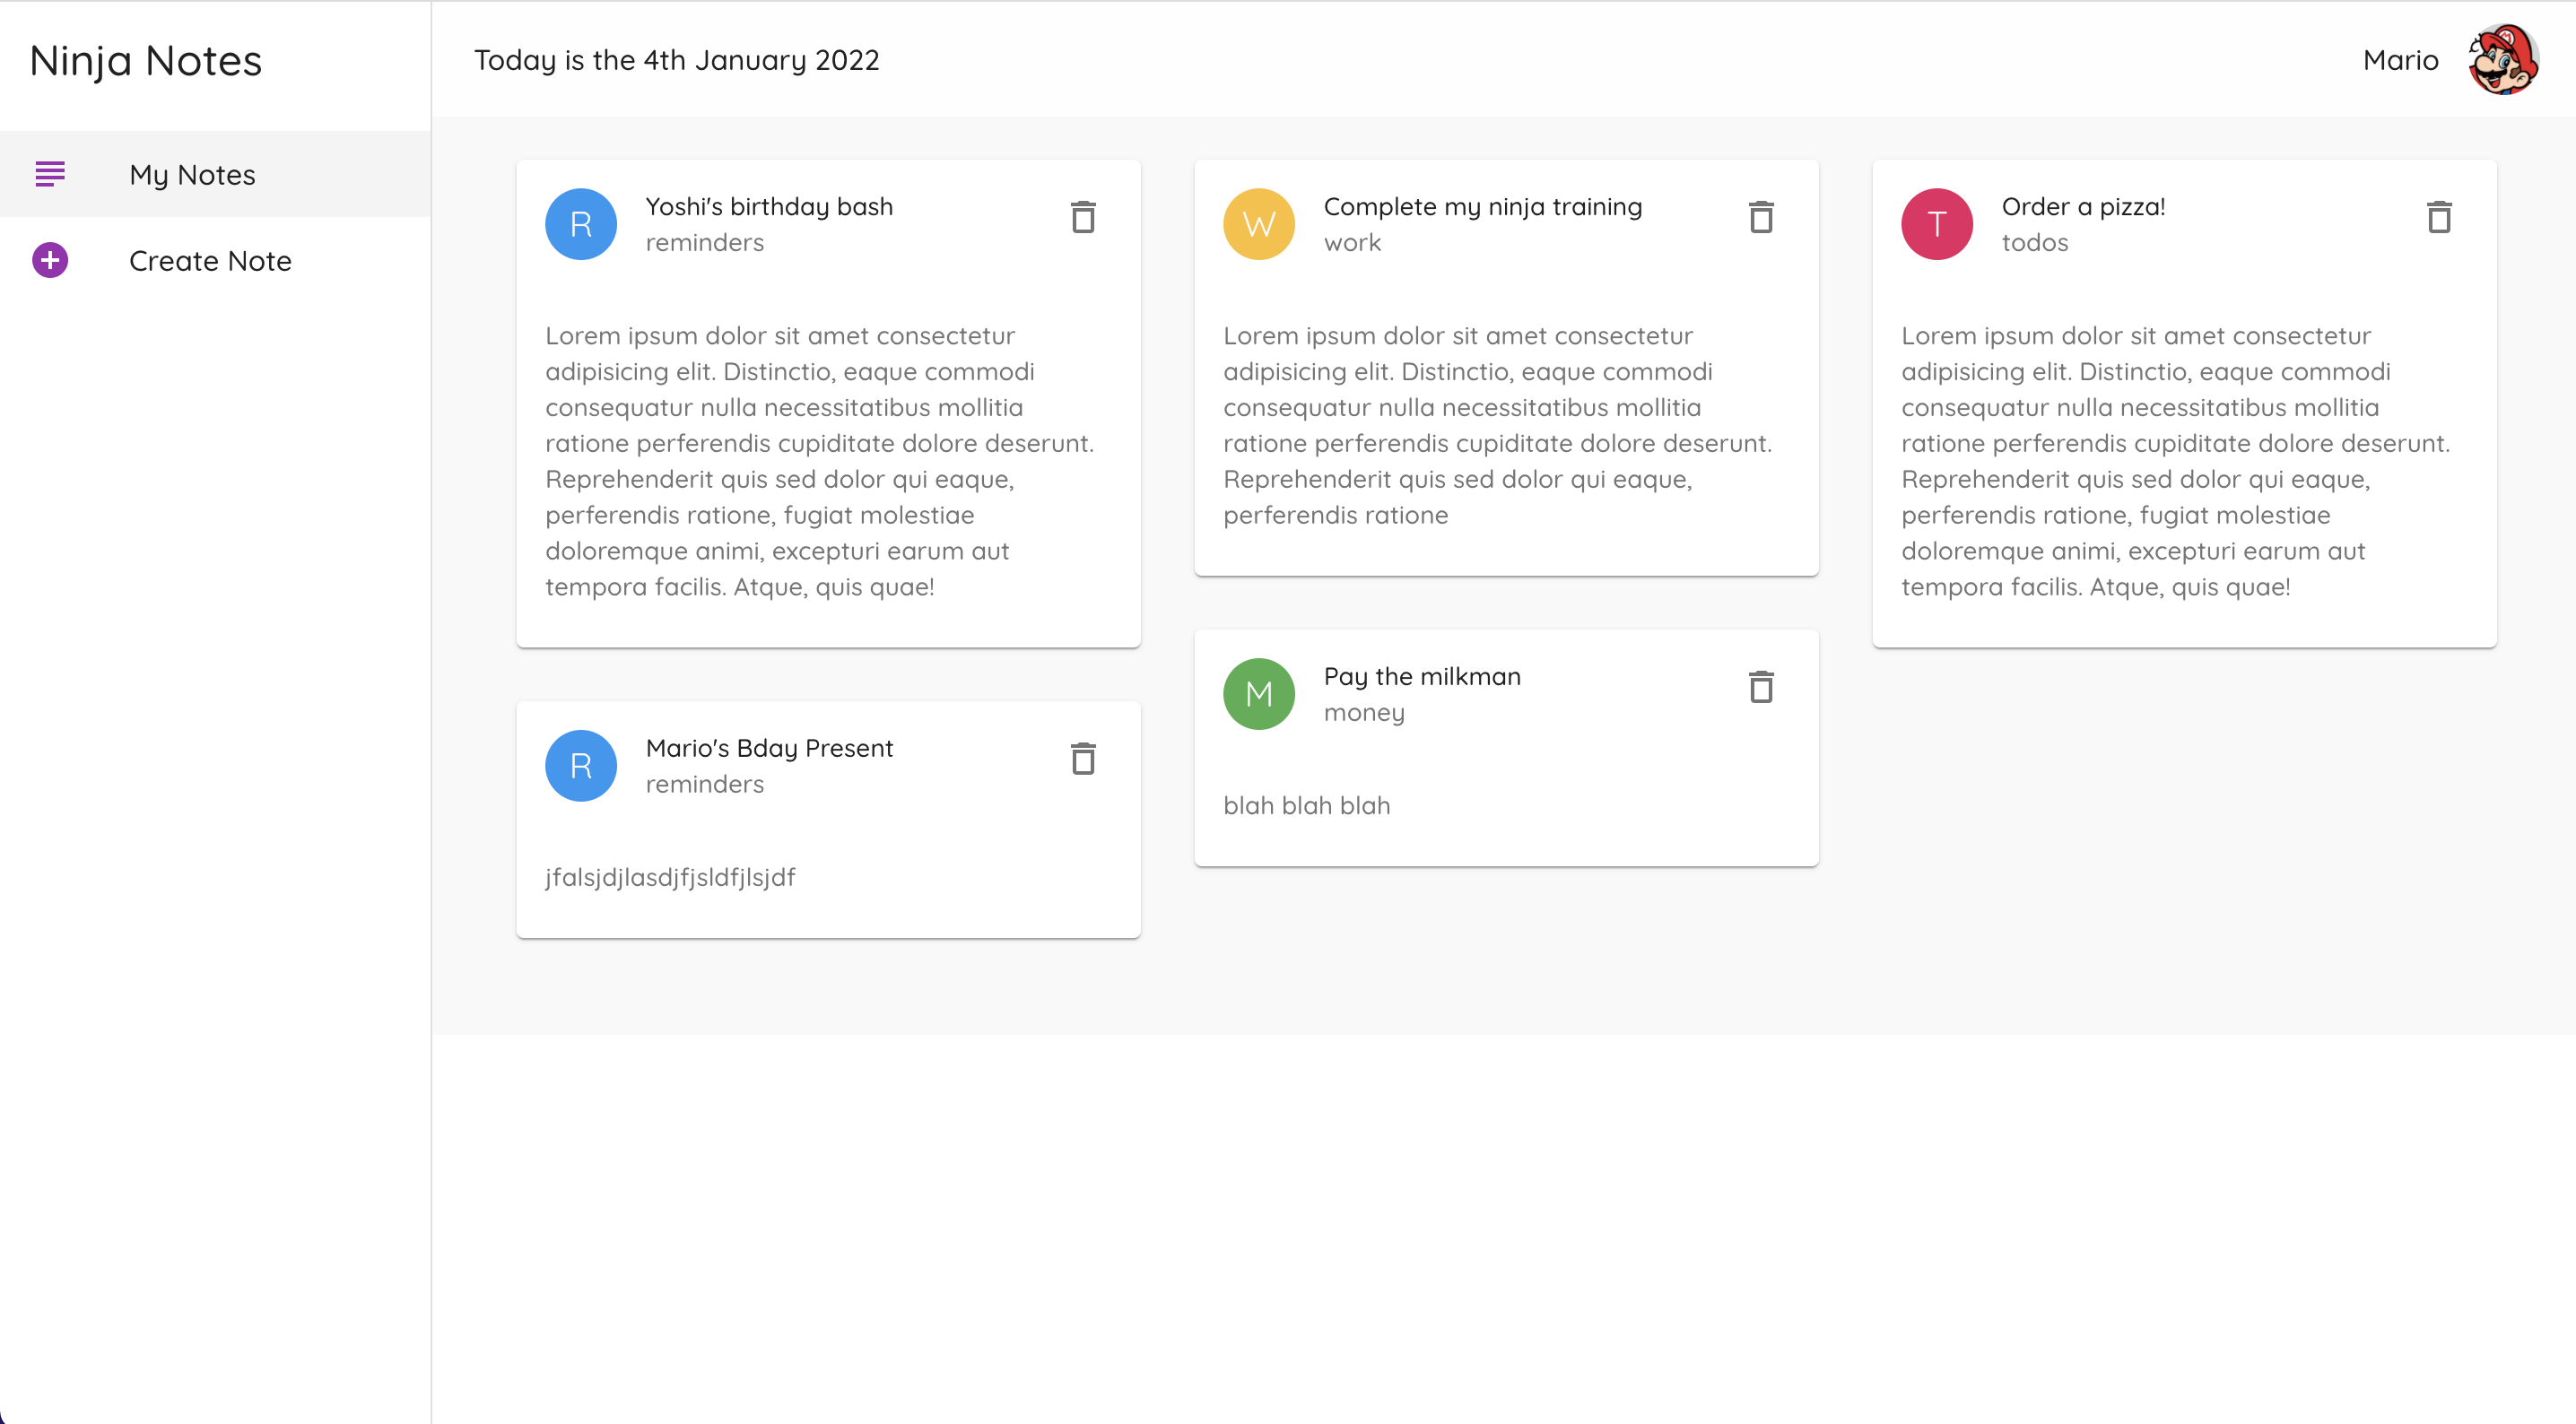 Ninja Notes
My Notes
Create Note
Today is the 4th January 2022
Mario
R
Yoshi's birthday bash
reminders
Lorem ipsum dolor sit amet consectetur
adipisicing elit. Distinctio, eaque commodi
consequatur nulla necessitatibus mollitia
ratione perferendis cupiditate dolore deserunt.
Reprehenderit quis sed dolor qui eaque,
perferendis ratione, fugiat molestiae
doloremque animi, excepturi earum aut
tempora facilis. Atque, quis quae!
R
Mario's Bday Present
reminders
jfalsjdjlasdjfjsldfjlsjdf
W
Complete my ninja training
work
Lorem ipsum dolor sit amet consectetur
adipisicing elit. Distinctio, eaque commodi
consequatur nulla necessitatibus mollitia
ratione perferendis cupiditate dolore deserunt.
Reprehenderit quis sed dolor qui eaque,
perferendis ratione
M
Pay the milkman
money
blah blah blah
T
Order a pizza!
todos
Lorem ipsum dolor sit amet consectetur
adipisicing elit. Distinctio, eaque commodi
consequatur nulla necessitatibus mollitia
ratione perferendis cupiditate dolore deserunt.
Reprehenderit quis sed dolor qui eaque,
perferendis ratione, fugiat molestiae
doloremque animi, excepturi earum aut
tempora facilis. Atque, quis quae!